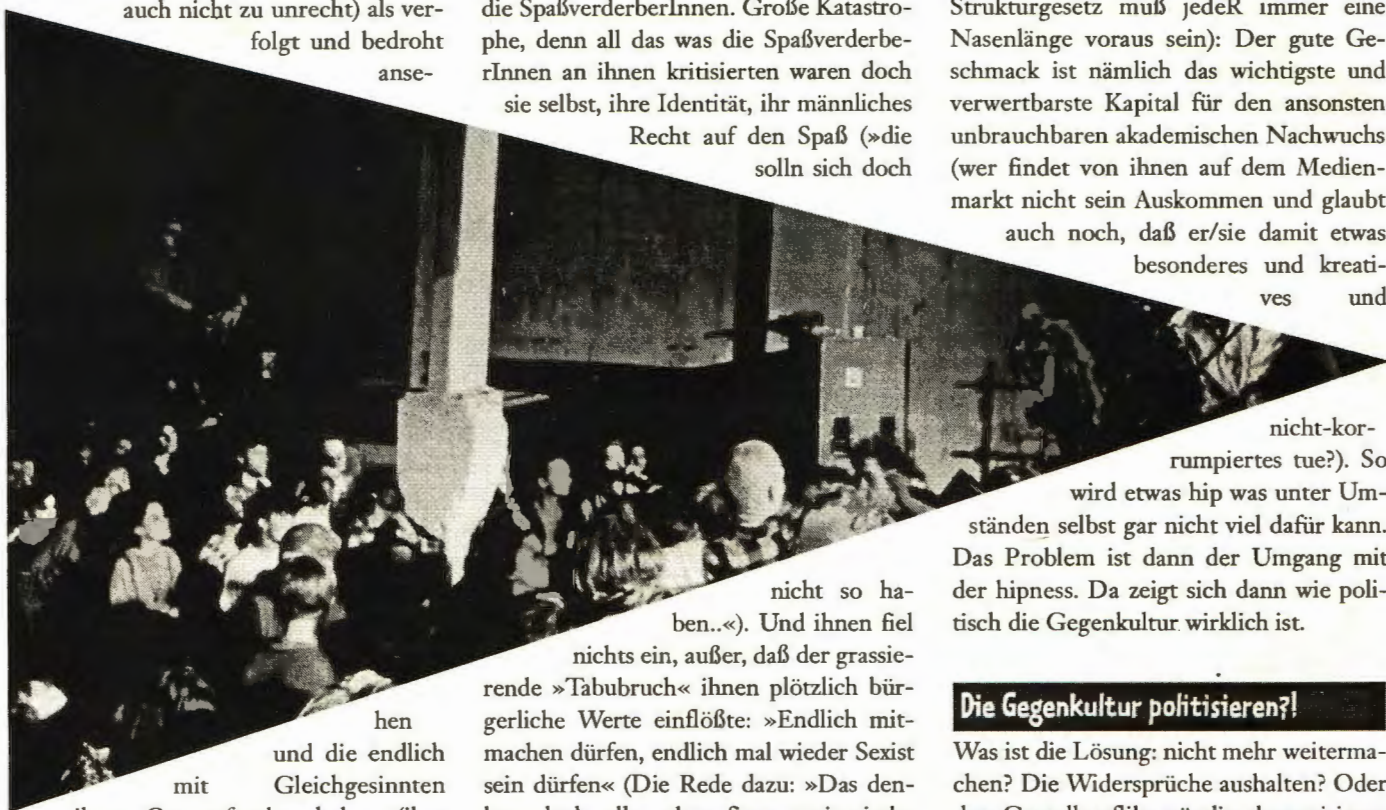 auch nicht zu unrecht) als ver-
folgt und bedroht
anse-
hen
und die endlich
mit Gleichgesinnten
die SpaßverderberInnen. Große Katastro-
phe, denn all das was die Spaßverderbe-
rInnen an ihnen kritisierten waren doch
sie selbst, ihre Identität, ihr männliches
Recht auf den Spaß (»die
solln sich doch
nicht so ha-
ben..«). Und ihnen fiel
nichts ein, außer, daß der grassie-
rende »Tabubruch« ihnen plötzlich bür-
gerliche Werte einflößte: »Endlich mit-
machen dürfen, endlich mal wieder Sexist
sein dürfen« (Die Rede dazu: »Das den-
Strukturgesetz muß jedeR immer eine
Nasenlänge voraus sein): Der gute Ge-
schmack ist nämlich das wichtigste und
verwertbarste Kapital für den ansonsten
unbrauchbaren akademischen Nachwuchs
(wer findet von ihnen auf dem Medien-
markt nicht sein Auskommen und glaubt
auch noch, daß er/sie damit etwas
besonderes und kreati-
ves und
nicht-kor-
rumpiertes tue?). So
wird etwas hip was unter Um-
ständen selbst gar nicht viel dafür kann.
Das Problem ist dann der Umgang mit
der hipness. Da zeigt sich dann wie poli-
tisch die Gegenkultur wirklich ist.
Die Gegenkultur politisieren?!
Was ist die Lösung: nicht mehr weiterma-
chen? Die Widersprüche aushalten? Oder